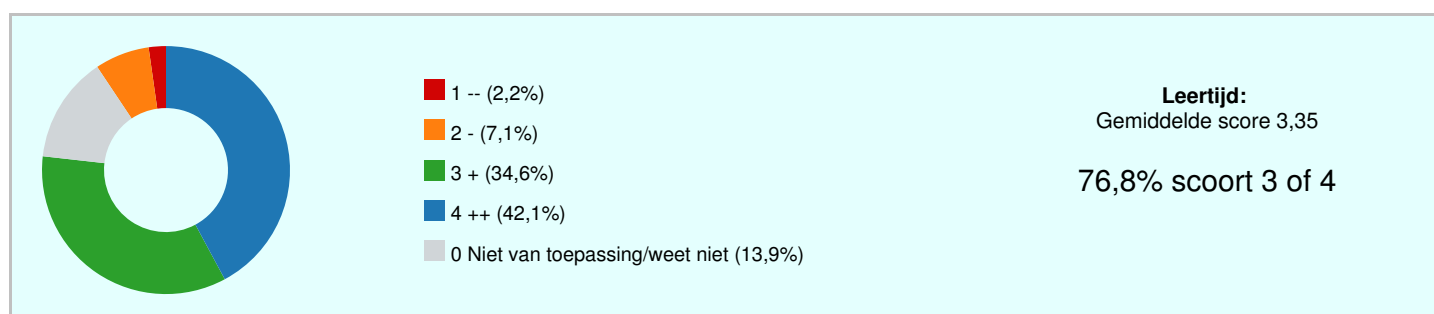 1 -- (2,2%)
2 - (7,1%)
3 + (34,6%)
4 ++ (42,1%)
0 Niet van toepassing/weet niet (13,9%)
Leertijd:
Gemiddelde score 3,35
76,8% scoort 3 of 4